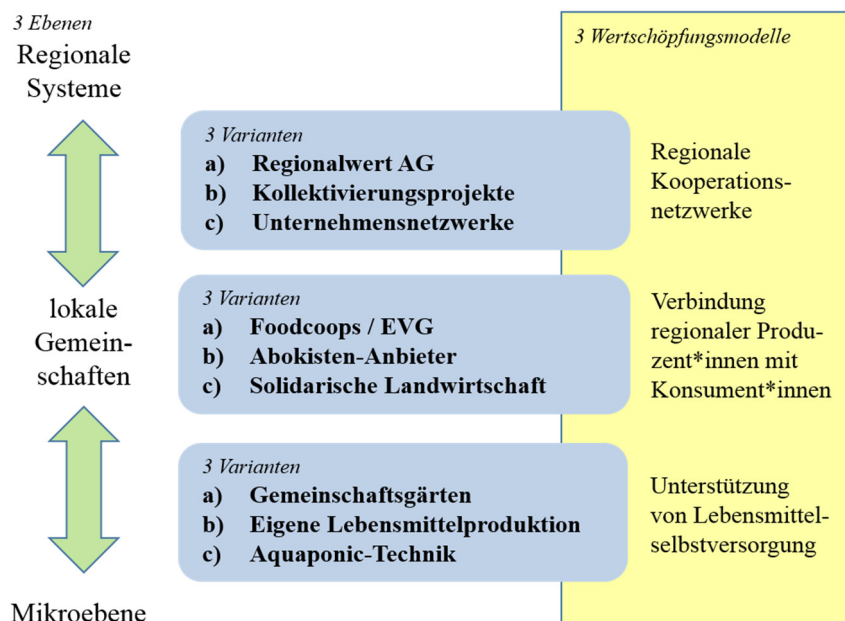 3 Ebenen
Regionale
Systeme
lokale
Gemein-
schaften
Mikroebene
3 Varianten
a) Regionalwert AG
b) Kollektivierungsprojekte
c) Unternehmensnetzwerke
3 Varianten
a) Foodcoops / EVG
b) Abokisten-Anbieter
c) Solidarische Landwirtschaft
3 Varianten
a) Gemeinschaftsgärten
b) Eigene Lebensmittelproduktion
c) Aquaponic-Technik
3 Wertschöpfungsmodelle
Regionale
Kooperations-
netzwerke
Verbindung
regionaler Produ-
zent*innen mit
Konsument*innen
Unterstützung
von Lebensmittel-
selbstversorgung